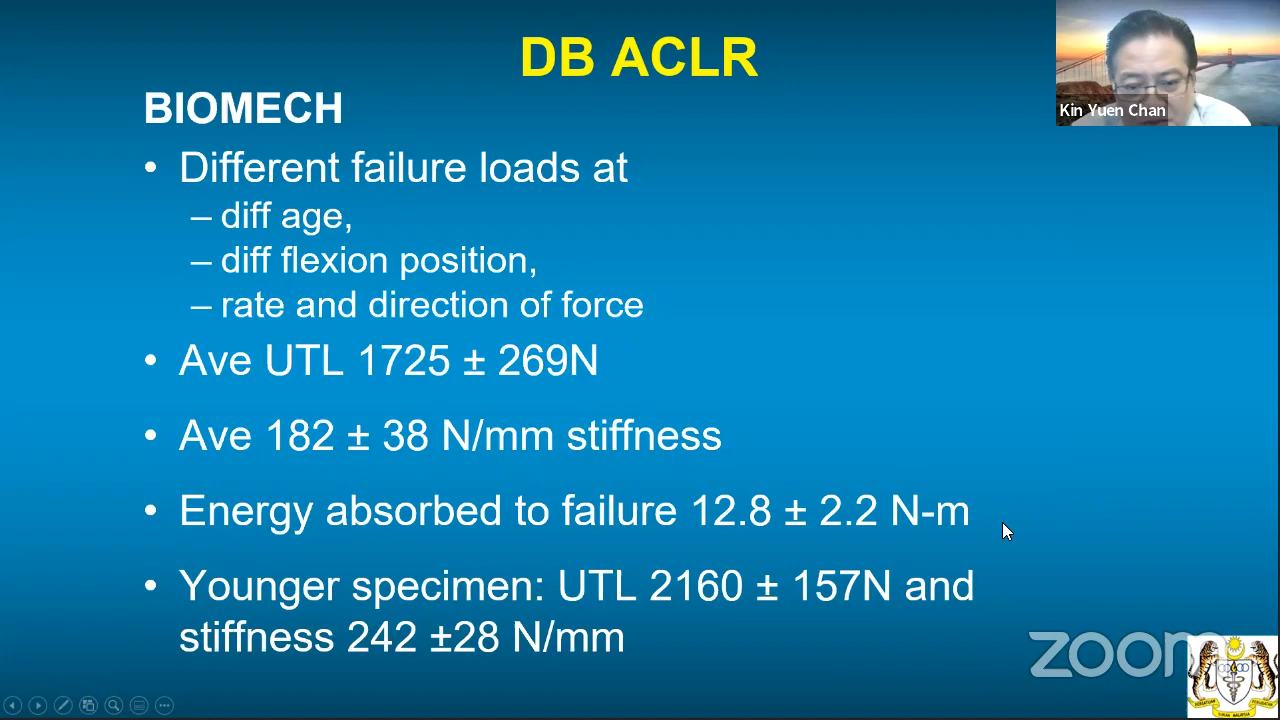 DB ACLR
Kin Yuen Chan
BIOMECH
• Different failure loads at
– diff age,
– diff flexion position,
– rate and direction of force
• Ave UTL 1725 ± 269N
• Ave 182 ± 38 N/mm stiffness
• Energy absorbed to failure 12.8 ± 2.2 N-m
• Younger specimen: UTL 2160 ± 157N and
stiffness 242 ±28 N/mm
zoom